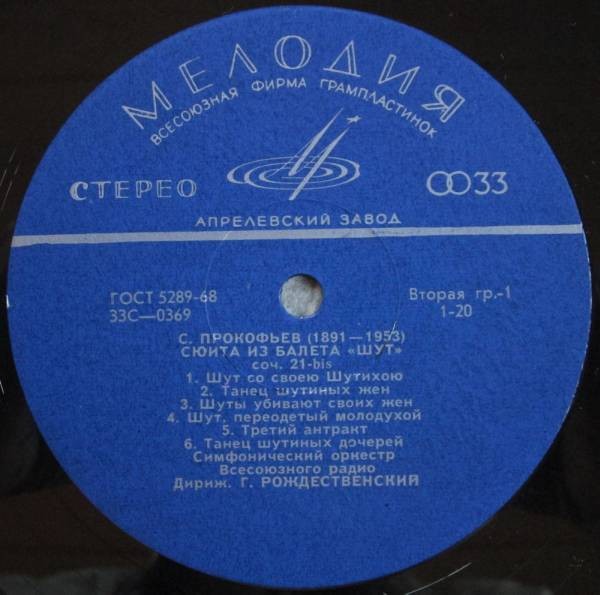 МЕЛОДИЯ
ВСЕСОЮЗНАЯ ФИРМА ГРАМПЛАСТИНОК
СТЕРЕО
33
АПРЕЛЕВСКИЙ ЗАВОД
ГОСТ 5289-68
Вторая гр.-1
33С—0369
1-20
С. ПРОКОФЬЕВ (1891—1953)
СЮИТА ИЗ БАЛЕТА «ШУТ»
соч. 21-bis
1. Шут со своею Шутихою
2. Танец шутиных жен
3. Шуты убивают своих жен
4. Шут, переодетый молодухой
5. Третий антракт
6. Танец шутиных дочерей
Симфонический оркестр
Всесоюзного радио
Дириж. Г. РОЖДЕСТВЕНСКИЙ